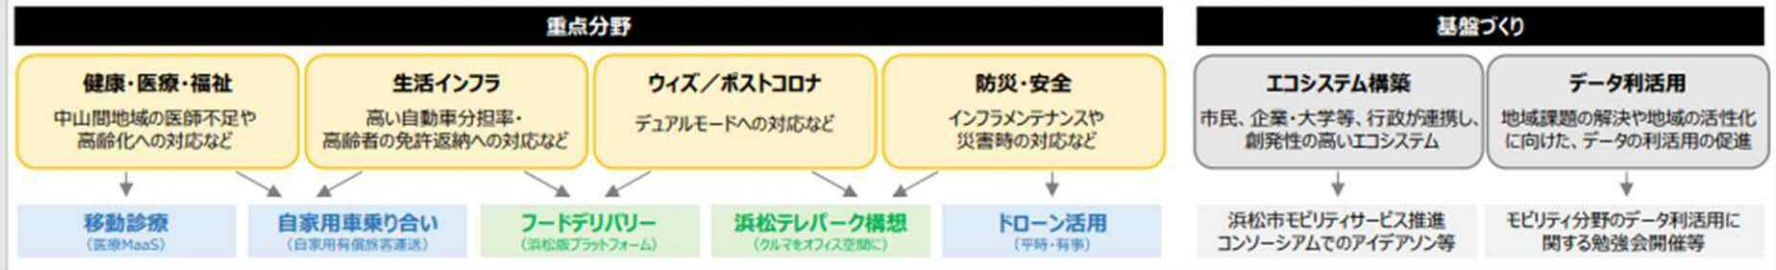 重点分野
健康・医療・福祉
中山間地域の医師不足や
高齢化への対応など
生活インフラ
高い自動車分担率・
高齢者の免許返納への対応など
ウィズ／ポストコロナ
デュアルモードへの対応など
防災・安全
インフラメンテナンスや
災害時の対応など
移動診療
（医療MaaS）
自家用車乗り合い
（自家用有償旅客運送）
フードデリバリー
（浜松版プラットフォーム）
浜松テレパーク構想
（クルマをオフィス空間に）
ドローン活用
（平時・有事）
基盤づくり
エコシステム構築
市民、企業・大学等、行政が連携し、
創発性の高いエコシステム
データ利活用
地域課題の解決や地域の活性化
に向けた、データの利活用の促進
浜松市モビリティサービス推進
コンソーシアムでのアイデアソン等
モビリティ分野のデータ利活用に
関する勉強会開催等